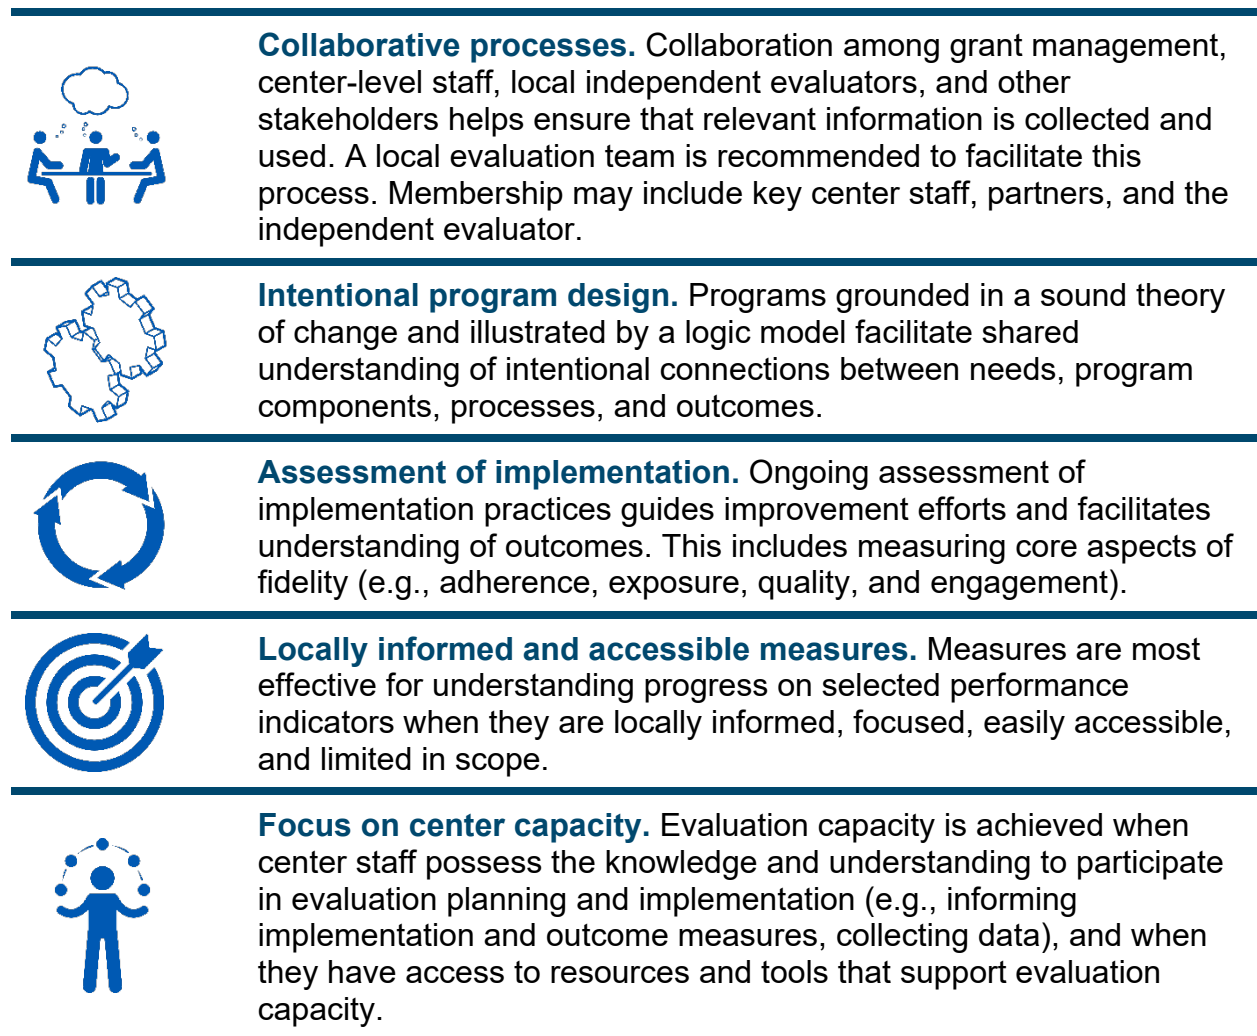 Collaborative processes. Collaboration among grant management,
center-level staff, local independent evaluators, and other
stakeholders helps ensure that relevant information is collected and
used. A local evaluation team is recommended to facilitate this
process. Membership may include key center staff, partners, and the
independent evaluator.
Intentional program design. Programs grounded in a sound theory
of change and illustrated by a logic model facilitate shared
understanding of intentional connections between needs, program
components, processes, and outcomes.
Assessment of implementation. Ongoing assessment of
implementation practices guides improvement efforts and facilitates
understanding of outcomes. This includes measuring core aspects of
fidelity (e.g., adherence, exposure, quality, and engagement).
Locally informed and accessible measures. Measures are most
effective for understanding progress on selected performance
indicators when they are locally informed, focused, easily accessible,
and limited in scope.
Focus on center capacity. Evaluation capacity is achieved when
center staff possess the knowledge and understanding to participate
in evaluation planning and implementation (e.g., informing
implementation and outcome measures, collecting data), and when
they have access to resources and tools that support evaluation
capacity.